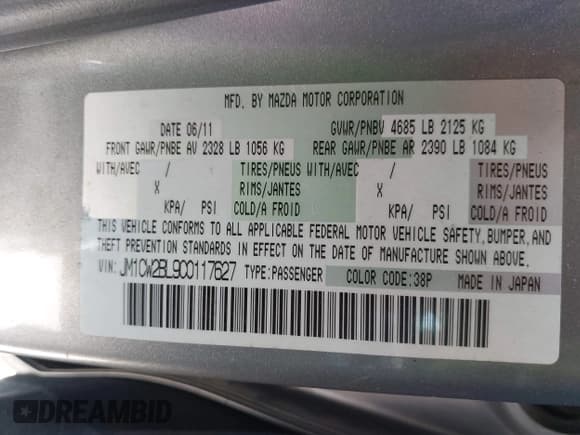 MFD. BY MAZDA MOTOR CORPORATION
DATE 06/11 GVWR/PNBV 4685 LB 2125 KG
FRONT GAWR/PNBE AV 2328 LB 1056 KG REAR GAWR/PNBE AR 2390 LB 1084 KG
WITH/AVEC / TIRES/PNEUS WITH/AVEC / TIRES/PNEUS
X RIMS/JANTES X RIMS/JANTES
KPA/ PSI COLD/A FROID KPA/ PSI COLD/A FROID
THIS VEHICLE CONFORMS TO ALL APPLICABLE FEDERAL MOTOR VEHICLE SAFETY, BUMPER, AND
THEFT PREVENTION STANDARDS IN EFFECT ON THE DATE OF MANUFACTURE SHOWN ABOVE.
VIN: JM1CW2BL9C0117627 TYPE:PASSENGER COLOR CODE:38P MADE IN JAPAN
DREAMBID